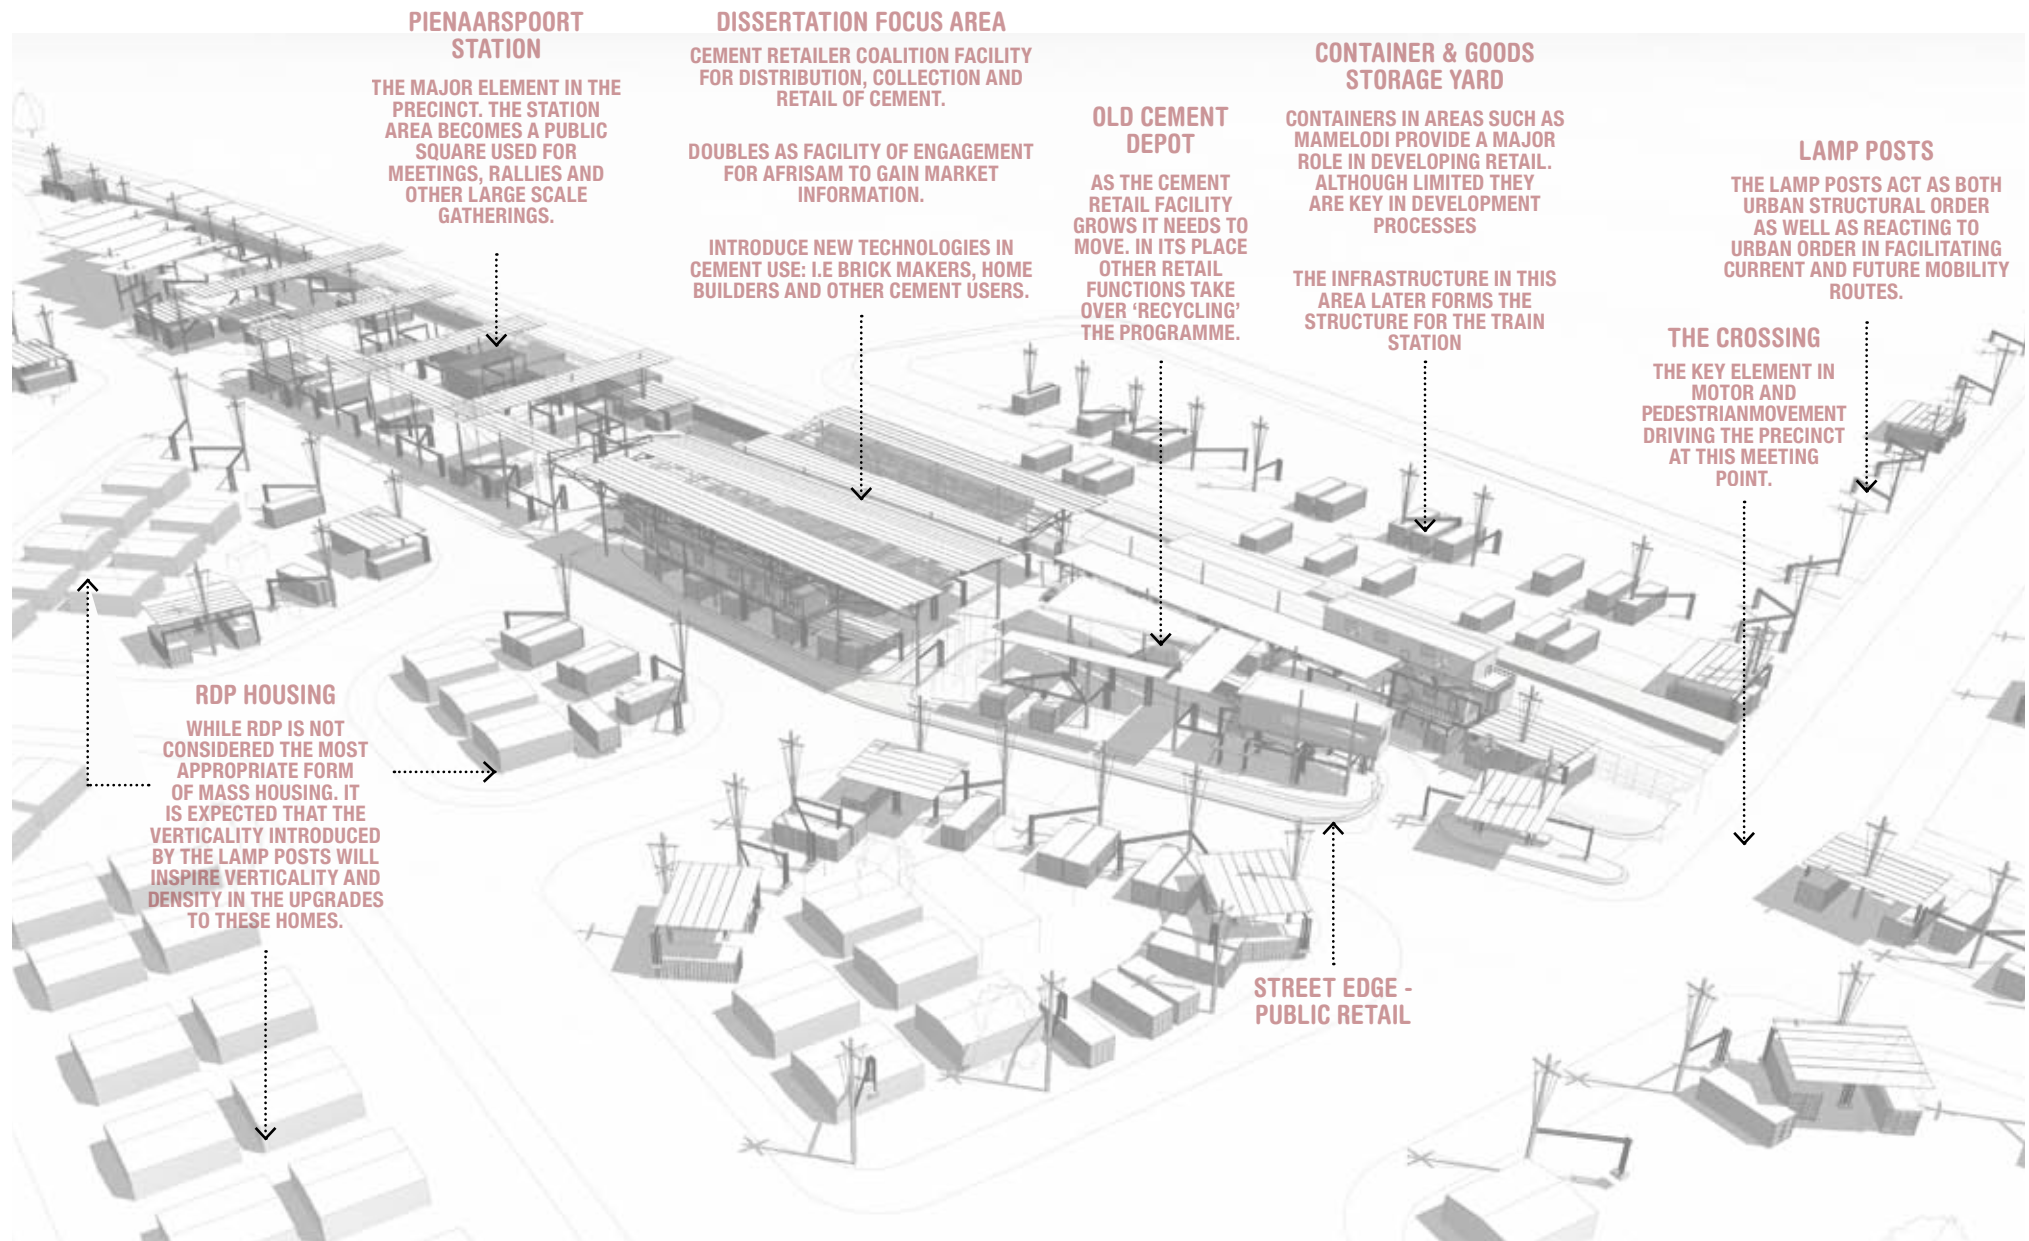 PIENAARSPOORT
STATION
THE MAJOR ELEMENT IN THE
PRECINCT. THE STATION
AREA BECOMES A PUBLIC
SQUARE USED FOR
MEETINGS, RALLIES AND
OTHER LARGE SCALE
GATHERINGS.
DISSERTATION FOCUS AREA
CEMENT RETAILER COALITION FACILITY
FOR DISTRIBUTION, COLLECTION AND
RETAIL OF CEMENT.
DOUBLES AS FACILITY OF ENGAGEMENT
FOR AFRISAM TO GAIN MARKET
INFORMATION.
INTRODUCE NEW TECHNOLOGIES IN
CEMENT USE: I.E BRICK MAKERS, HOME
BUILDERS AND OTHER CEMENT USERS.
OLD CEMENT
DEPOT
AS THE CEMENT
RETAIL FACILITY
GROWS IT NEEDS TO
MOVE. IN ITS PLACE
OTHER RETAIL
FUNCTIONS TAKE
OVER ‘RECYCLING’
THE PROGRAMME.
CONTAINER & GOODS
STORAGE YARD
CONTAINERS IN AREAS SUCH AS
MAMELODI PROVIDE A MAJOR
ROLE IN DEVELOPING RETAIL.
ALTHOUGH LIMITED THEY
ARE KEY IN DEVELOPMENT
PROCESSES
THE INFRASTRUCTURE IN THIS
AREA LATER FORMS THE
STRUCTURE FOR THE TRAIN
STATION
LAMP POSTS
THE LAMP POSTS ACT AS BOTH
URBAN STRUCTURAL ORDER
AS WELL AS REACTING TO
URBAN ORDER IN FACILITATING
CURRENT AND FUTURE MOBILITY
ROUTES.
THE CROSSING
THE KEY ELEMENT IN
MOTOR AND
PEDESTRIANMOVEMENT
DRIVING THE PRECINCT
AT THIS MEETING
POINT.
RDP HOUSING
WHILE RDP IS NOT
CONSIDERED THE MOST
APPROPRIATE FORM
OF MASS HOUSING. IT
IS EXPECTED THAT THE
VERTICALITY INTRODUCED
BY THE LAMP POSTS WILL
INSPIRE VERTICALITY AND
DENSITY IN THE UPGRADES
TO THESE HOMES.
STREET EDGE -
PUBLIC RETAIL